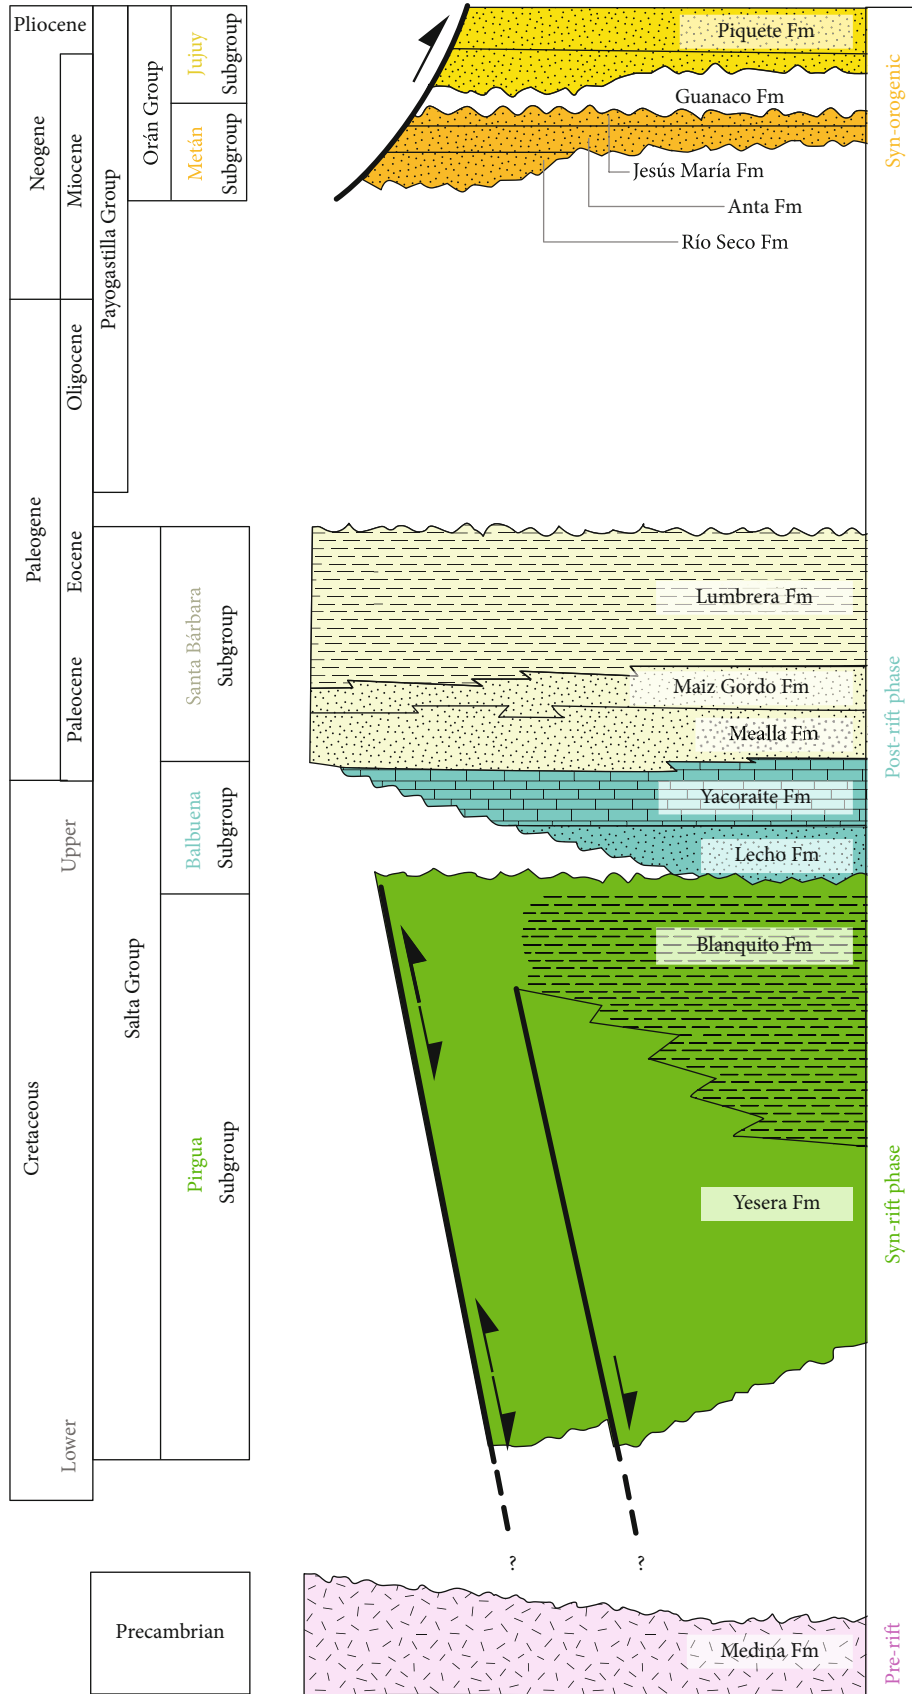 Pliocene
Neogene
Miocene
Paleogene
Oligocene
Eocene
Paleocene
Cretaceous
Upper
Lower
Payogastilla Group
Orán Group
Jujuy
Subgroup
Metán
Subgroup
Salta Group
Santa Bárbara
Subgroup
Balbuena
Subgroup
Pirgua
Subgroup
Precambrian
Piquete Fm
Guanaco Fm
Jesús María Fm
Anta Fm
Río Seco Fm
Lumbrera Fm
Maiz Gordo Fm
Mealla Fm
Yacoraite Fm
Lecho Fm
Blanquito Fm
Yesera Fm
?
?
Medina Fm
Syn-orogenic
Post-rift phase
Syn-rift phase
Pre-rift